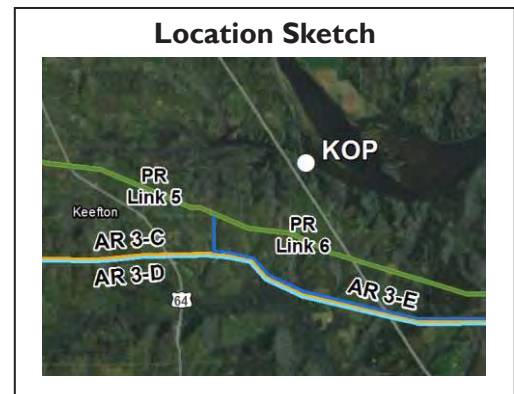 Location Sketch
KOP
PR
Link 5
Keefton
PR
Link 6
AR 3-C
AR 3-D
AR 3-E
64